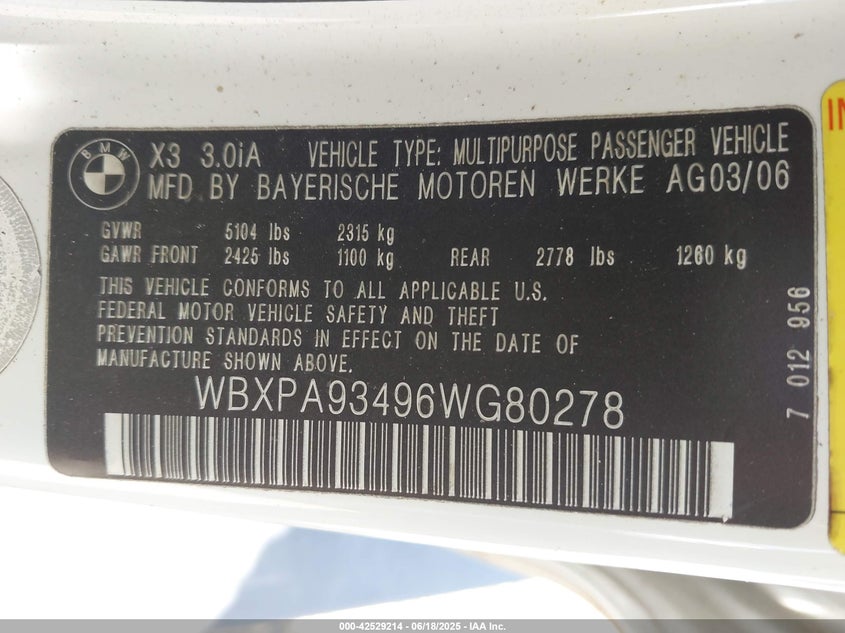 BMW
X3 3.0iA VEHICLE TYPE: MULTIPURPOSE PASSENGER VEHICLE
MFD BY BAYERISCHE MOTOREN WERKE AG03/06
GVWR 5104 lbs 2315 kg
GAWR FRONT 2425 lbs 1100 kg REAR 2778 lbs 1260 kg
THIS VEHICLE CONFORMS TO ALL APPLICABLE U.S.
FEDERAL MOTOR VEHICLE SAFETY AND THEFT
PREVENTION STANDARDS IN EFFECT ON THE DATE OF
MANUFACTURE SHOWN ABOVE.
WBXPA93496WG80278
7 012 956
000-42529214 - 06/18/2025 - IAA Inc.